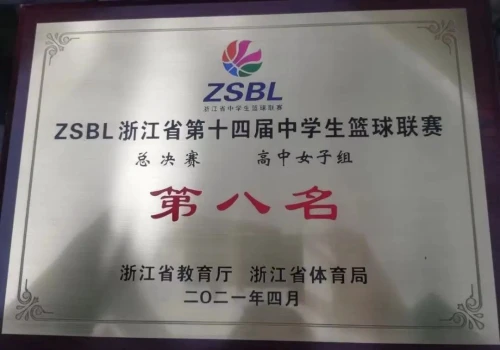 ZSBL
浙江省中学生篮球联赛
ZSBL浙江省第十四届中学生篮球联赛
总决赛 高中女子组
第八名
浙江省教育厅 浙江省体育局
二〇二一年四月